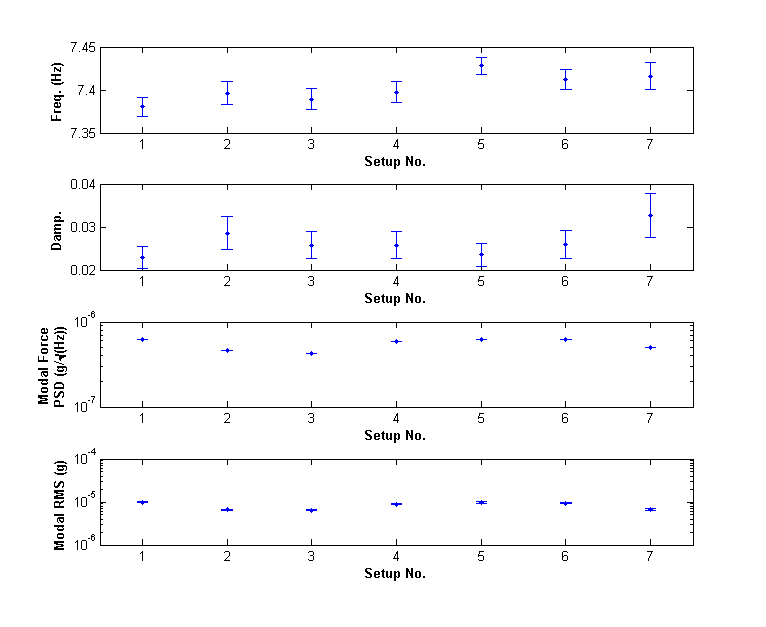 7.45
7.4
7.35
Freq. (Hz)
1 2 3 4 5 6 7
Setup No.
0.04
0.03
0.02
Damp.
1 2 3 4 5 6 7
Setup No.
10^-6
10^-7
Modal Force
PSD (g/√(Hz))
1 2 3 4 5 6 7
Setup No.
10^-4
10^-5
10^-6
Modal RMS (g)
1 2 3 4 5 6 7
Setup No.